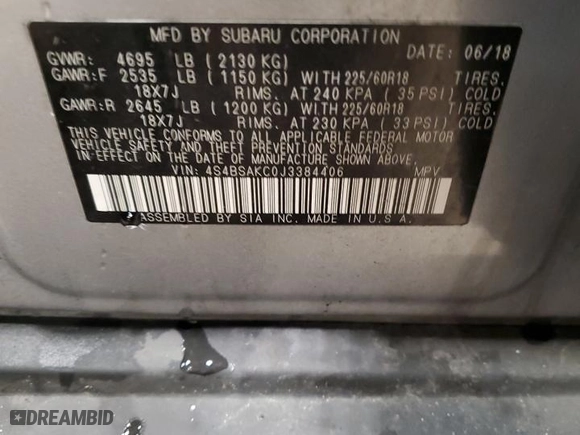 MFD BY SUBARU CORPORATION
GVWR: 4695 LB ( 2130 KG) DATE: 06/18
GAWR:F 2535 LB ( 1150 KG) WITH 225/60R18 TIRES.
18X7J RIMS. AT 240 KPA ( 35 PSI) COLD
GAWR:R 2645 LB ( 1200 KG) WITH 225/60R18 TIRES.
18X7J RIMS. AT 230 KPA ( 33 PSI) COLD
THIS VEHICLE CONFORMS TO ALL APPLICABLE FEDERAL MOTOR
VEHICLE SAFETY AND THEFT PREVENTION STANDARDS
IN EFFECT ON THE DATE OF MANUFACTURE SHOWN ABOVE.
VIN: 4S4BSAKC0J3384406 MPV
ASSEMBLED BY SIA INC. MADE IN U.S.A.
DREAMBID